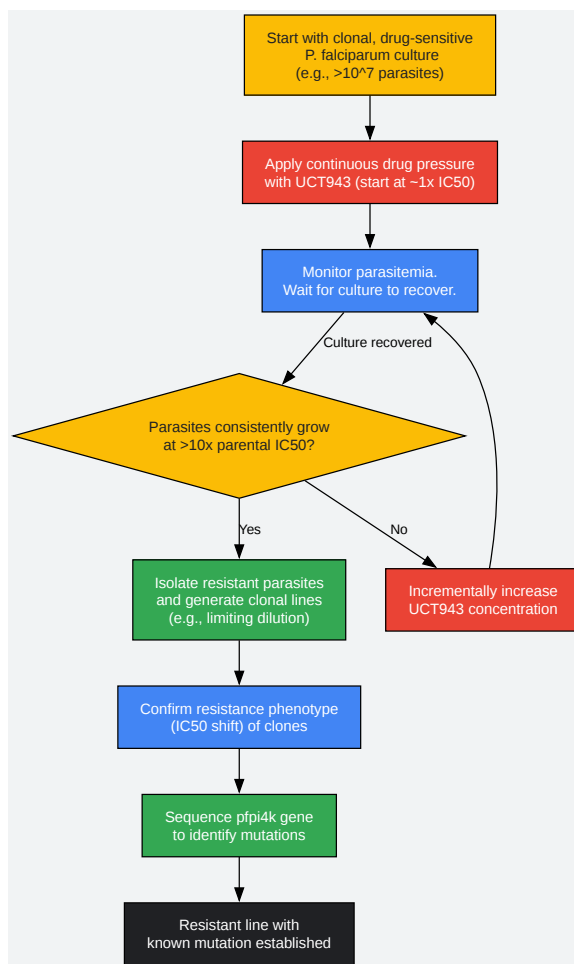 Start with clonal, drug-sensitive
P. falciparum culture
(e.g., >10^7 parasites)
Apply continuous drug pressure
with UCT943 (start at ~1x IC50)
Monitor parasitemia.
Wait for culture to recover.
Culture recovered
Parasites consistently grow
at >10x parental IC50?
Yes
No
Isolate resistant parasites
and generate clonal lines
(e.g., limiting dilution)
Incrementally increase
UCT943 concentration
Confirm resistance phenotype
(IC50 shift) of clones
Sequence pfpi4k gene
to identify mutations
Resistant line with
known mutation established